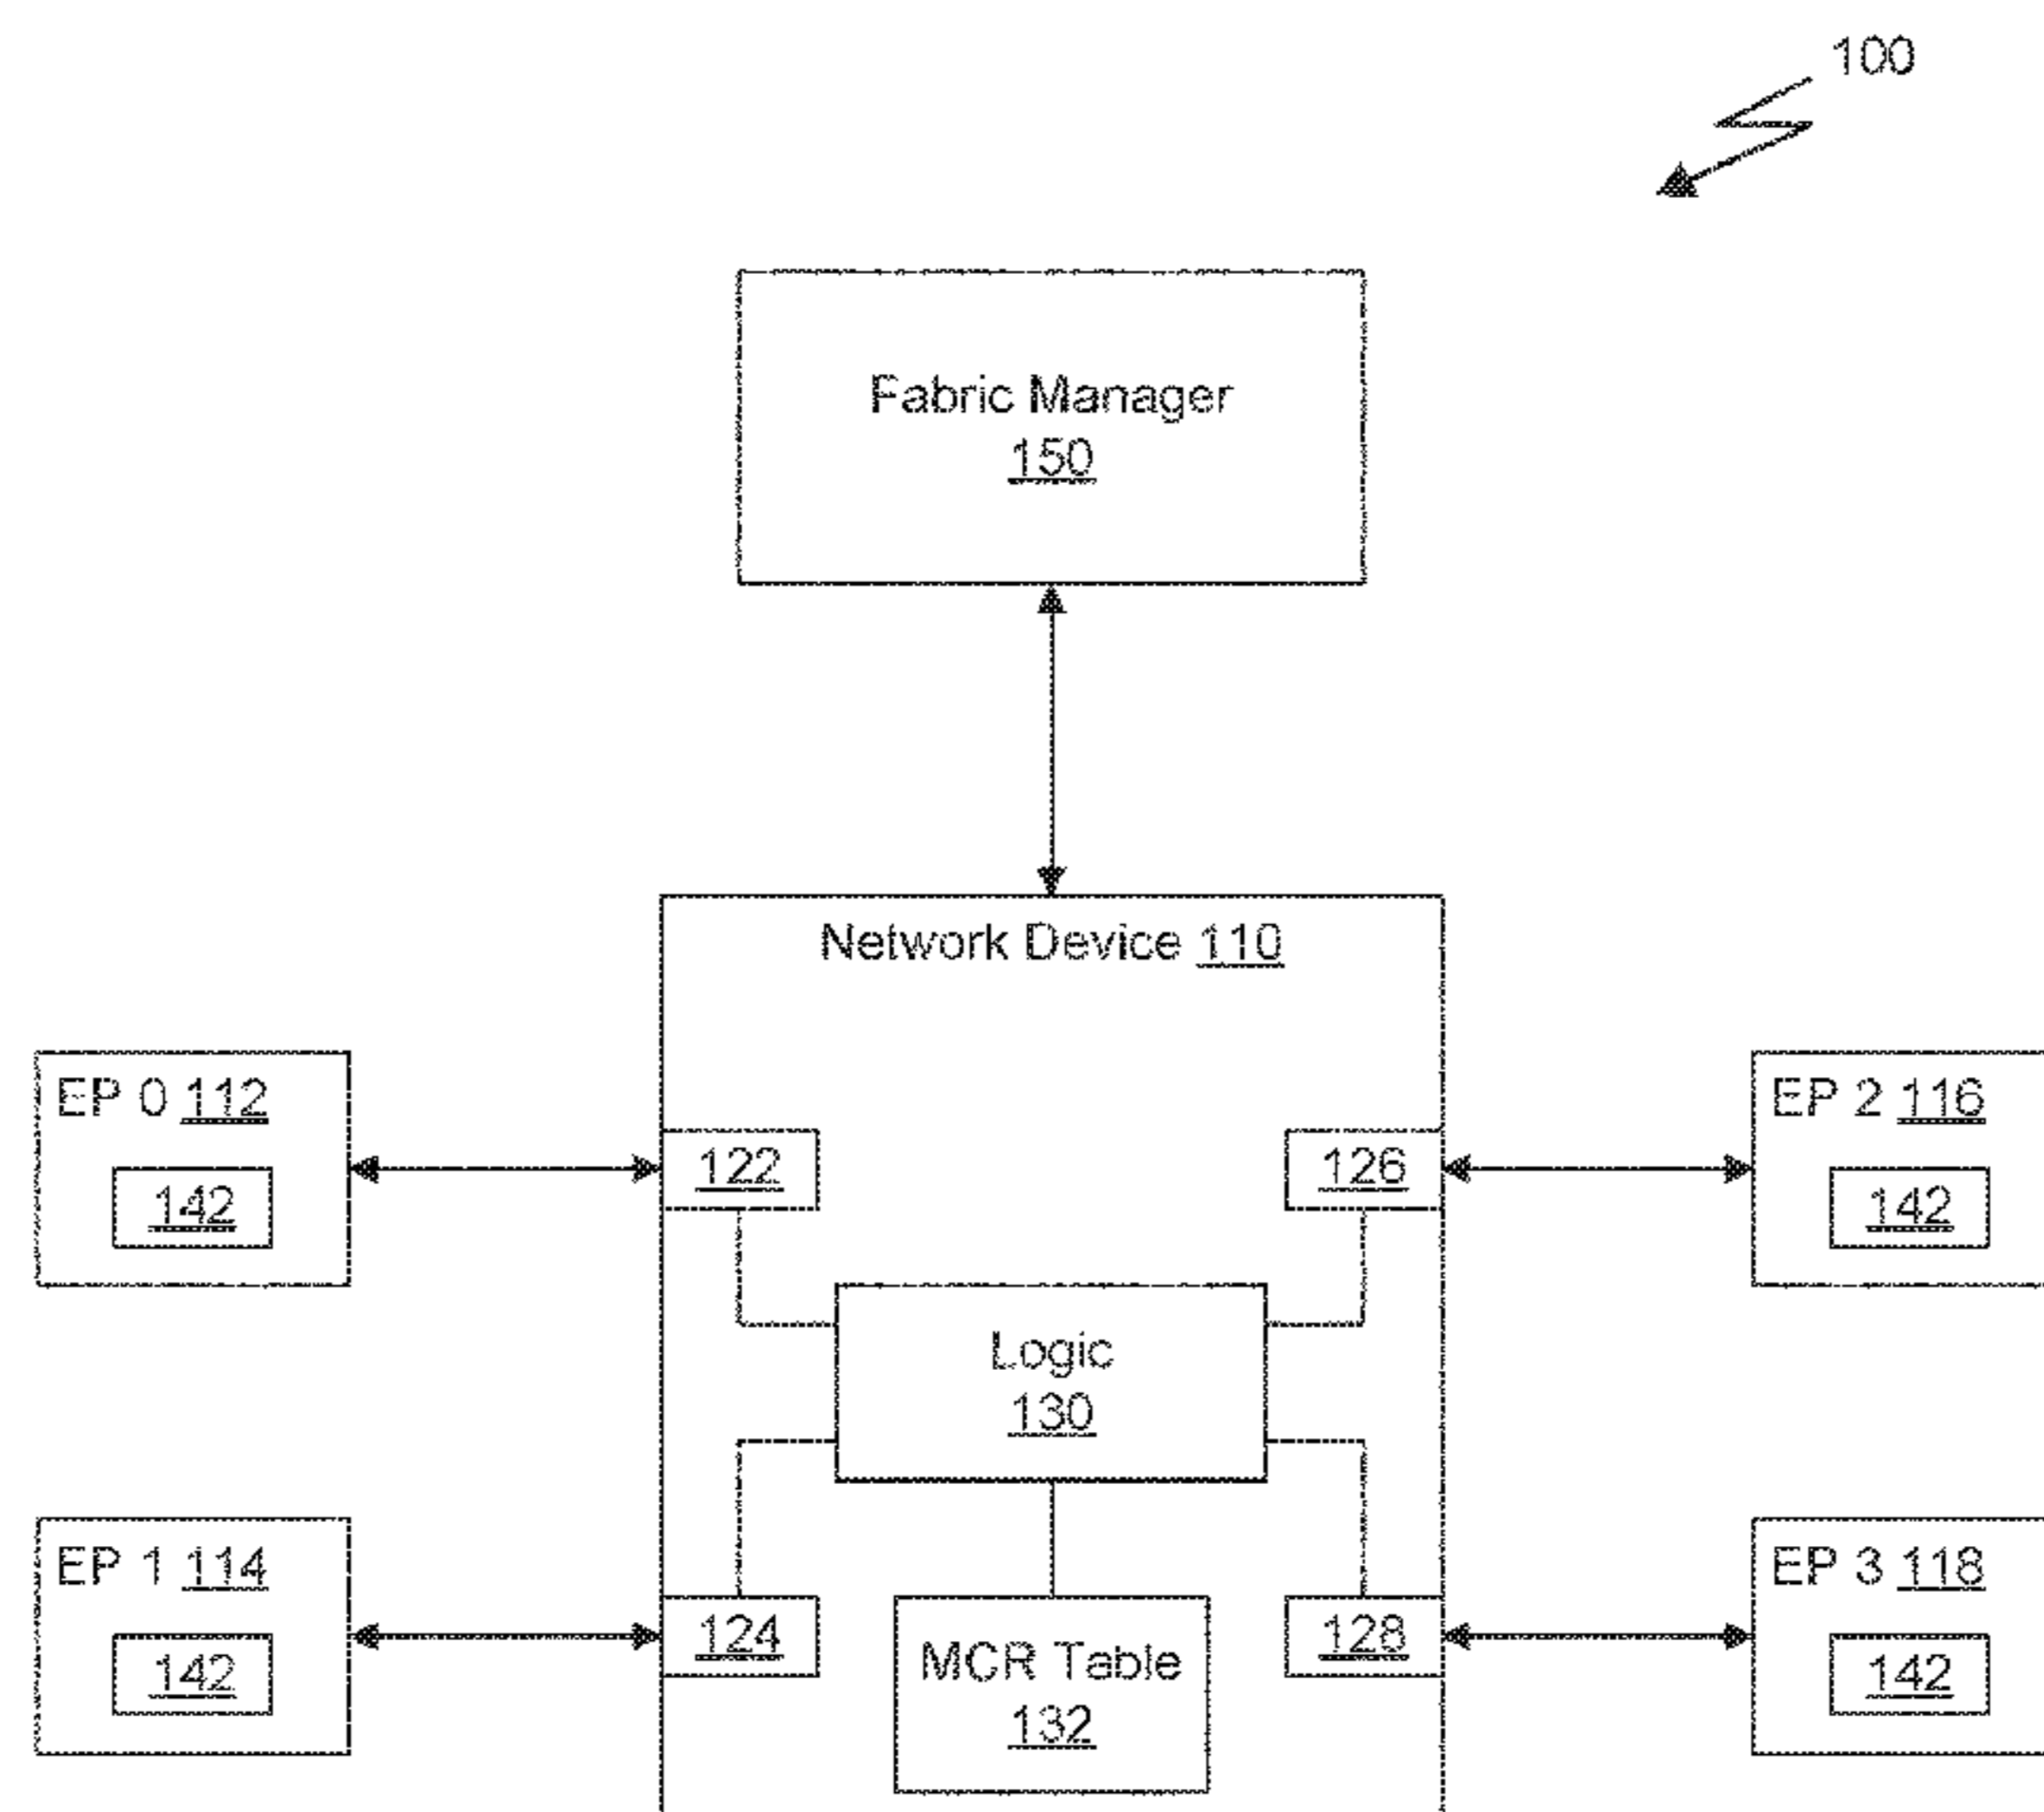 100
Fabric Manager
150
Network Device 110
EP 0 112
142
122
126
EP 2 116
142
Logic
130
EP 1 114
142
124
MCR Table
132
128
EP 3 118
142